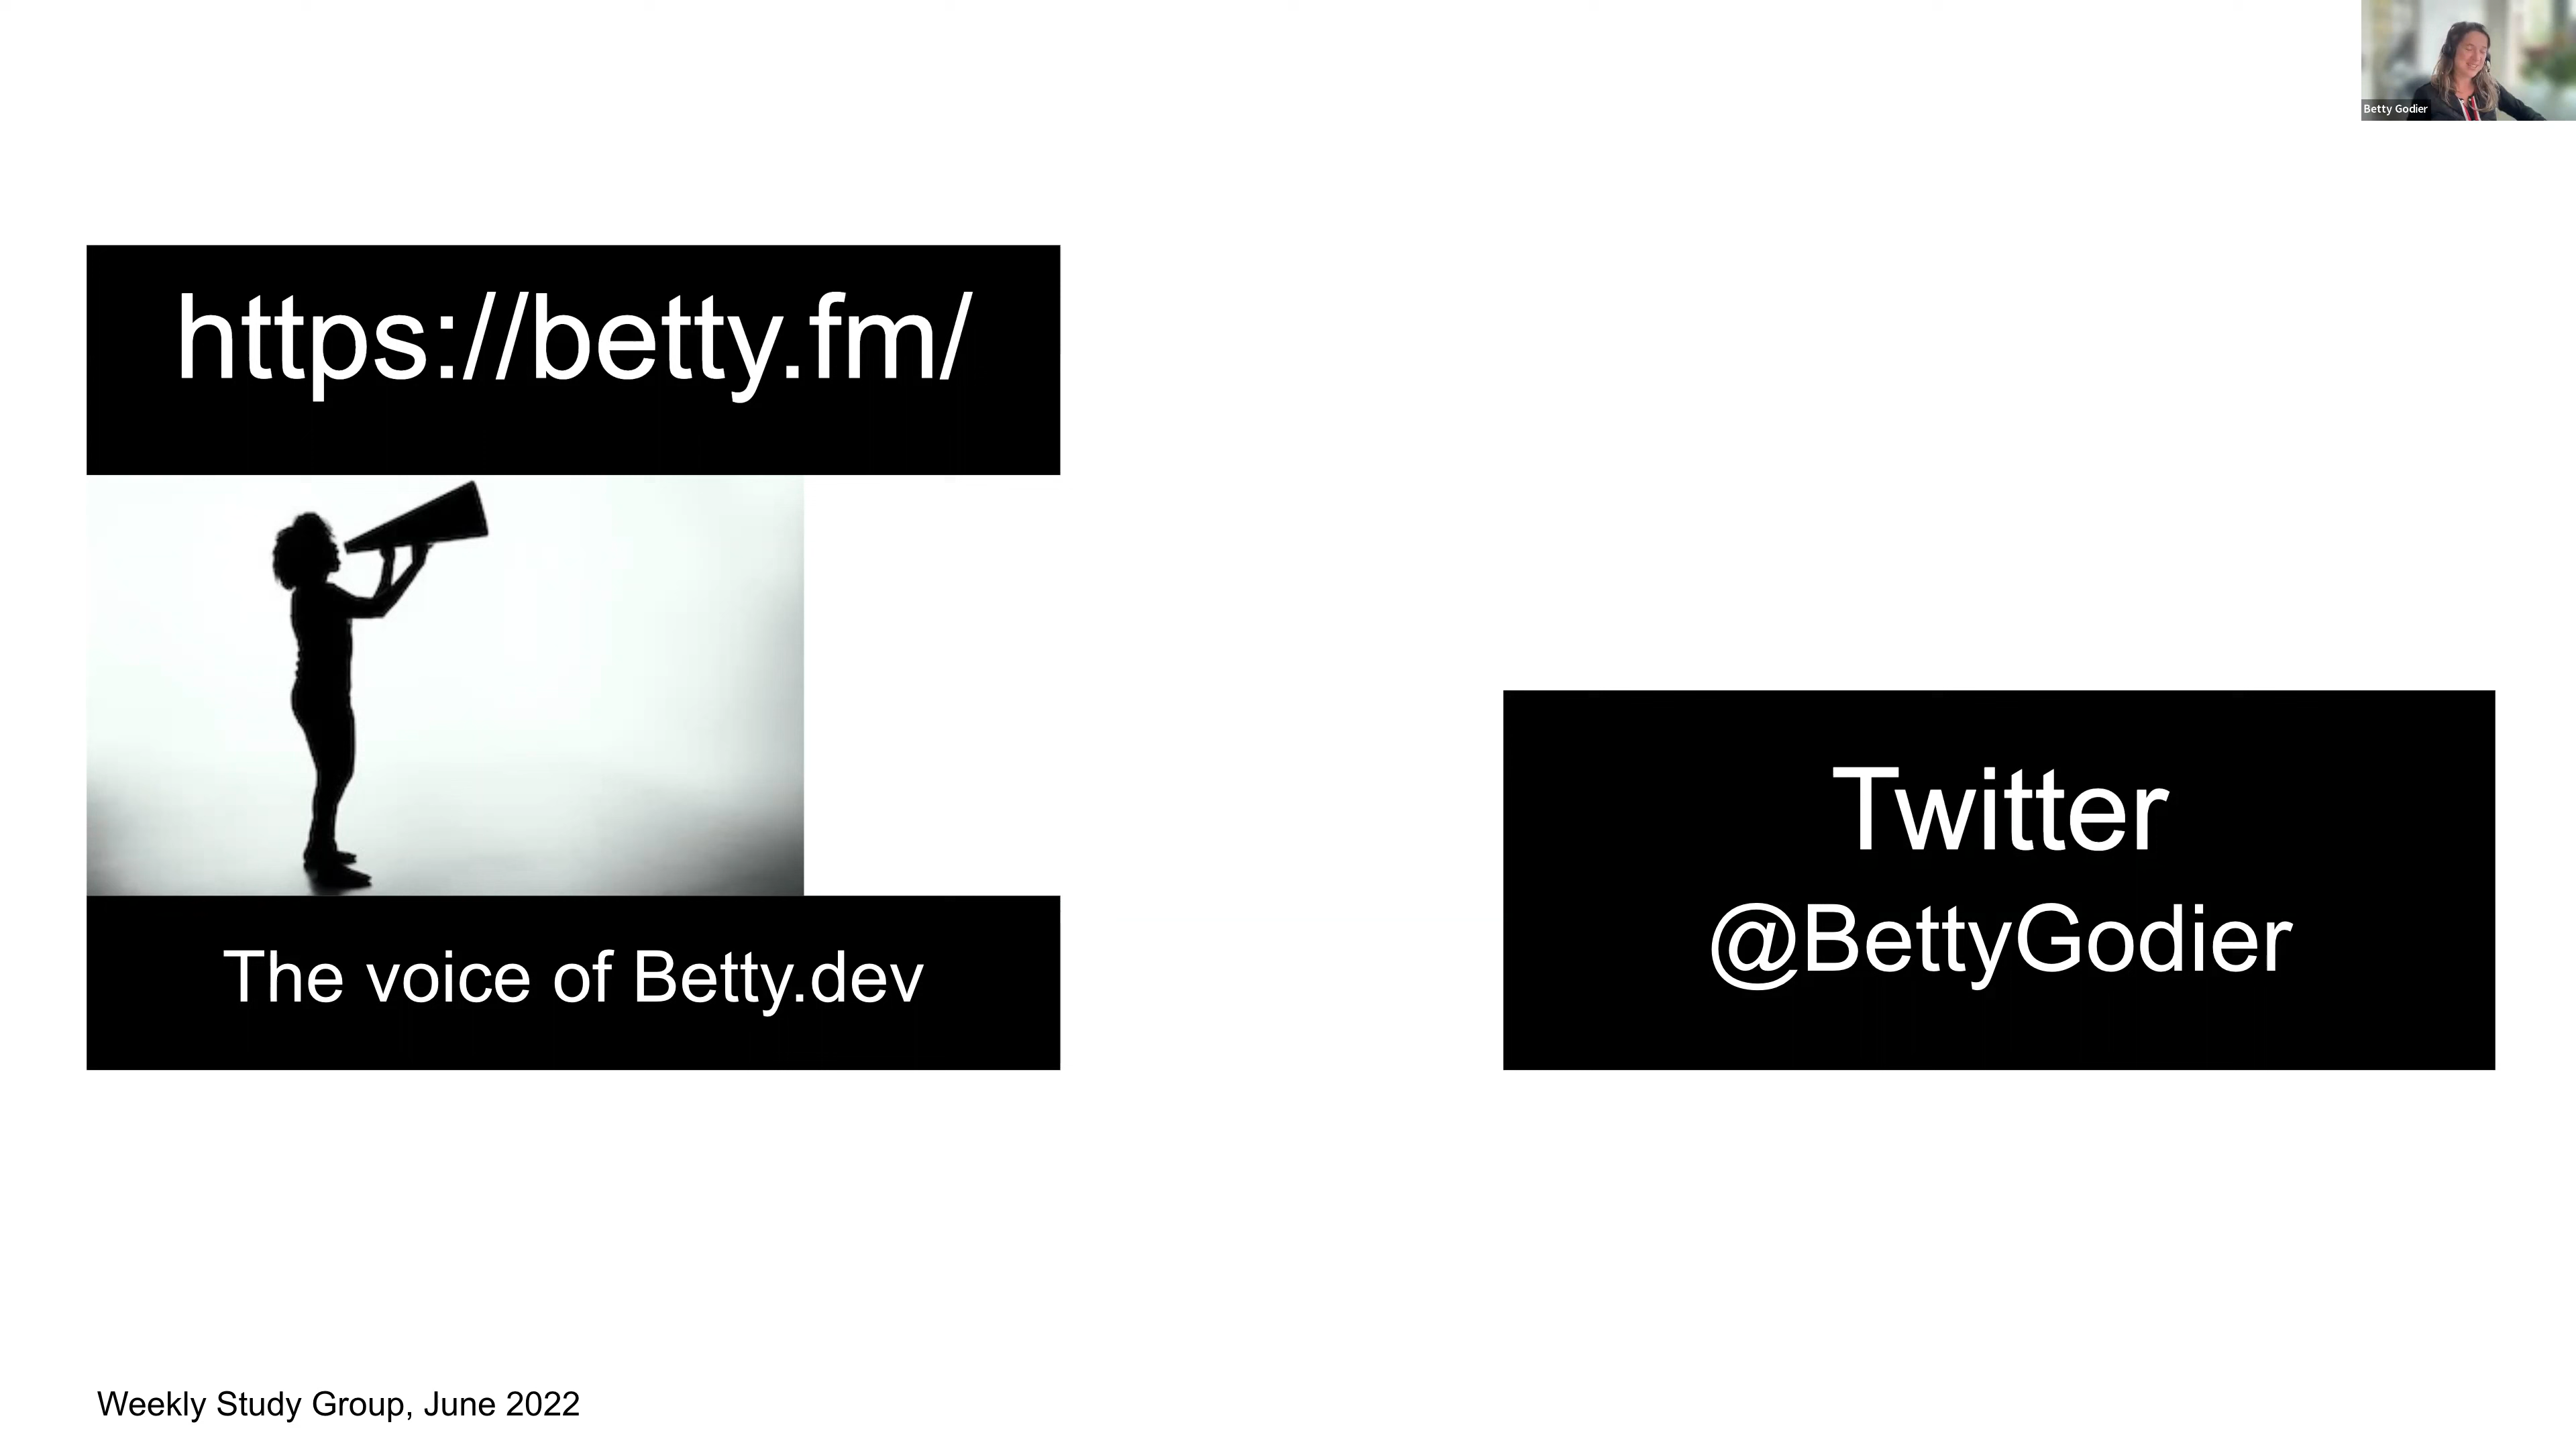 Betty Godier
https://betty.fm/
The voice of Betty.dev
Twitter
@BettyGodier
Weekly Study Group, June 2022